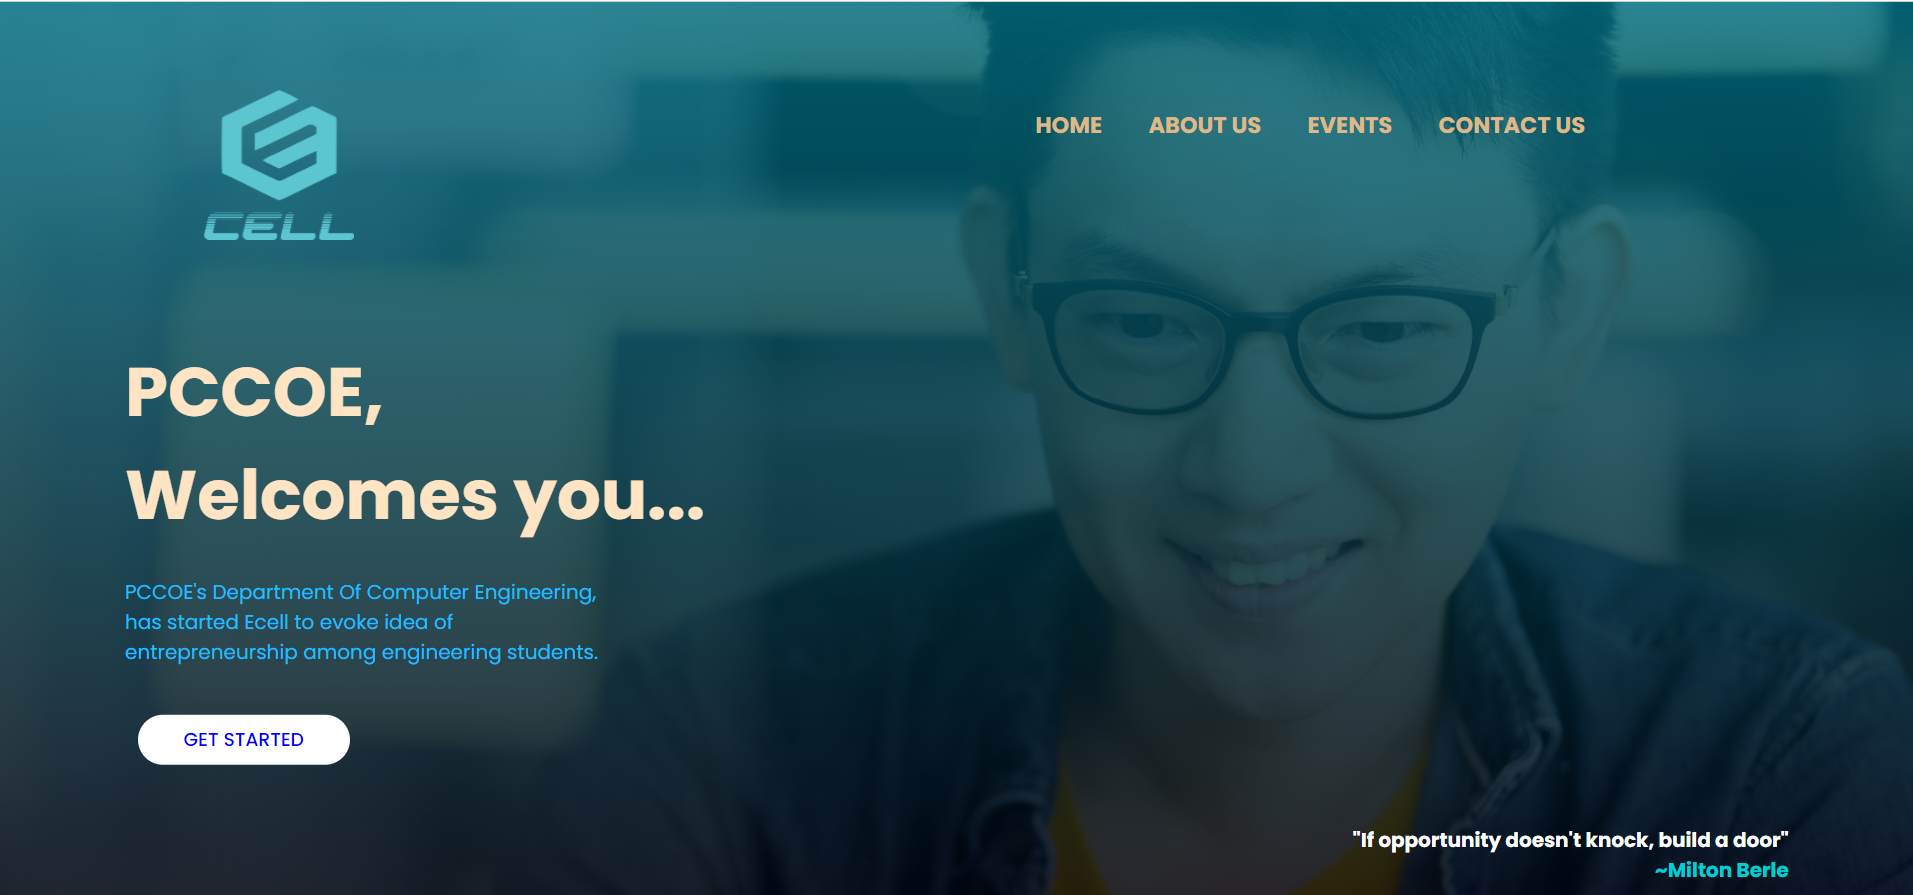 CELL
HOME ABOUT US EVENTS CONTACT US
PCCOE,
Welcomes you...
PCCOE's Department Of Computer Engineering,
has started Ecell to evoke idea of
entrepreneurship among engineering students.
GET STARTED
"If opportunity doesn't knock, build a door"
~Milton Berle